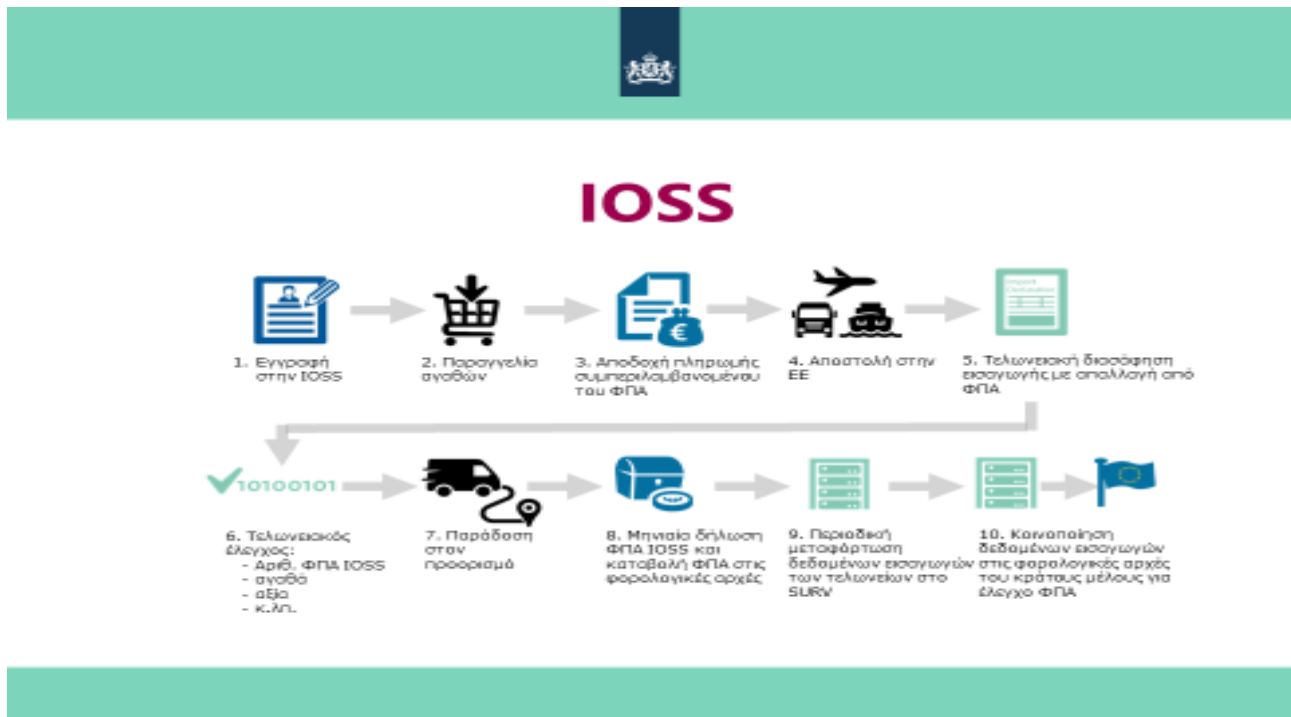 IOSS
Import
Declaration
1. Εγγραφή
στην IOSS
2. Παραγγελία
αγαθών
3. Αποδοχή πληρωμής
συμπεριλαμβανομένου
του ΦΠΑ
4. Αποστολή στην
ΕΕ
5. Τελωνειακή διασάφηση
εισαγωγής με απαλλαγή από
ΦΠΑ
10100101
6. Τελωνειακός
έλεγχος:
- Αριθ. ΦΠΑ IOSS
- αγαθό
- αξία
- κ.λπ.
7. Παράδοση
στον
προορισμό
8. Μηνιαία δήλωση
ΦΠΑ IOSS και
καταβολή ΦΠΑ στις
φορολογικές αρχές
9. Περιοδική
μεταφόρτωση
δεδομένων εισαγωγών
των τελωνείων στο
SURV
10. Κοινοποίηση
δεδομένων εισαγωγών
στις φορολογικές αρχές
του κράτους μέλους για
έλεγχο ΦΠΑ